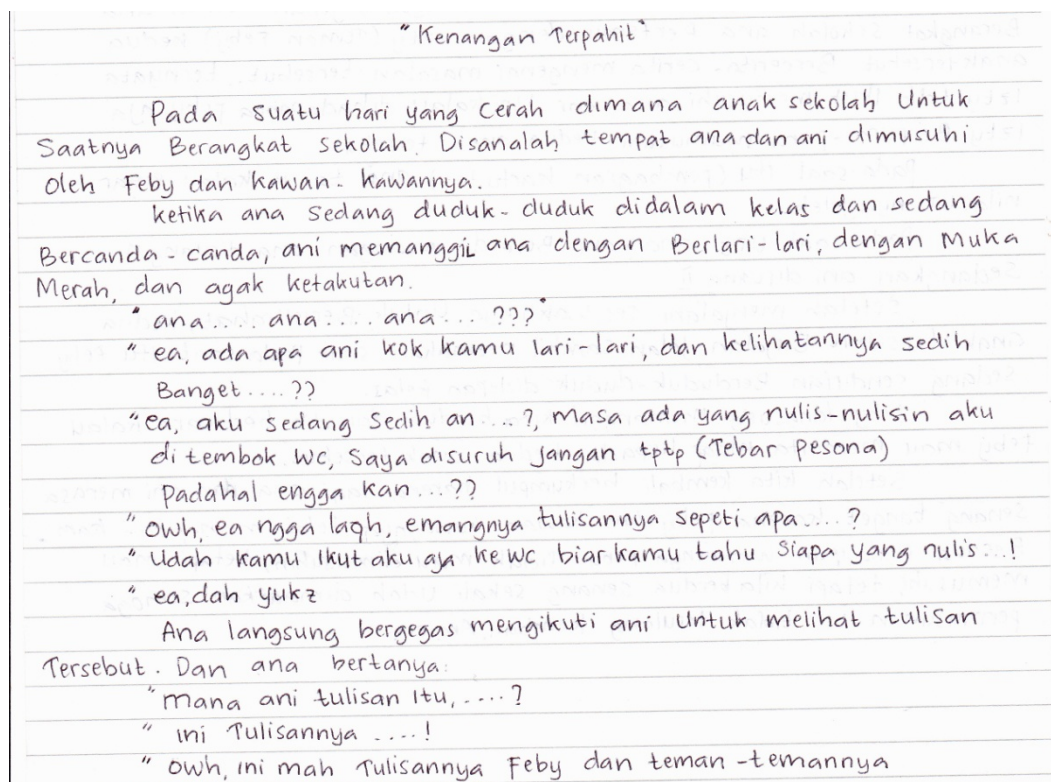 "Kenangan Terpahit"
Pada suatu hari yang Cerah dimana anak sekolah Untuk
Saatnya Berangkat Sekolah. Disanalah tempat ana dan ani dimusuhi
Oleh Feby dan Kawan-Kawannya.
ketika ana Sedang duduk-duduk didalam kelas dan sedang
Bercanda-canda, ani memanggil ana dengan Berlari-lari, dengan Muka
Merah, dan agak ketakutan.
"ana.... ana.... ana... ???"
"ea, ada apa ani kok kamu lari-lari, dan kelihatannya sedih
Banget....??
"ea, aku sedang Sedih an ...?, masa ada yang nulis-nulisin aku
di tembok WC, Saya disuruh Jangan tptp (Tebar Pesona)
Padahal engga kan...??
"Owh, ea ngga laqh, emangnya tulisannya Sepeti apa....?
"Udah kamu Ikut aku aja ke WC biar kamu tahu Siapa yang nulis...!
"ea, dah yukz
Ana langsung bergegas mengikuti ani Untuk melihat tulisan
Tersebut. Dan ana bertanya:
"mana ani tulisan Itu, ....?
"ini Tulisannya ....!
"Owh, ini mah Tulisannya Feby dan teman-temannya